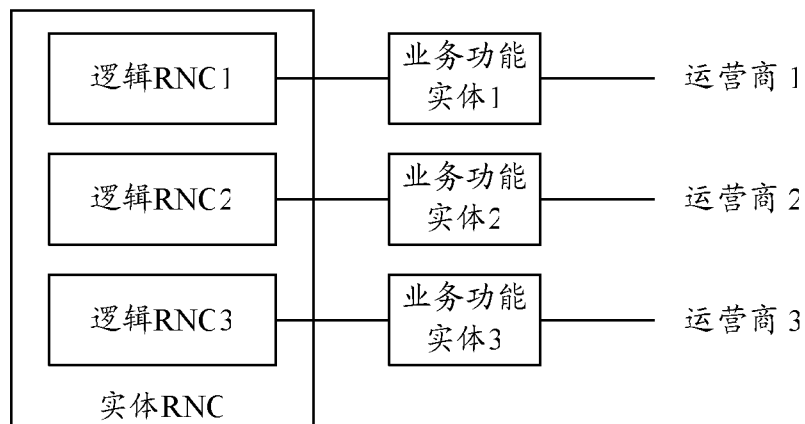 逻辑RNC1
业务功能
实体1
运营商 1
逻辑RNC2
业务功能
实体2
运营商 2
逻辑RNC3
业务功能
实体3
运营商 3
实体RNC